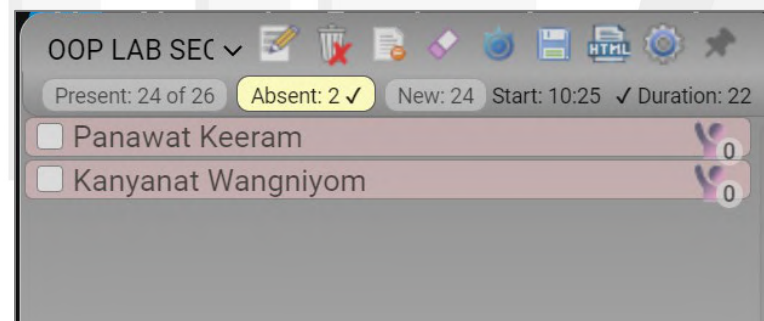 OOP LAB SEC
HTML
Present: 24 of 26 Absent: 2 ✓ New: 24 Start: 10:25 ✓ Duration: 22
Panawat Keeram
0
Kanyanat Wangniyom
0